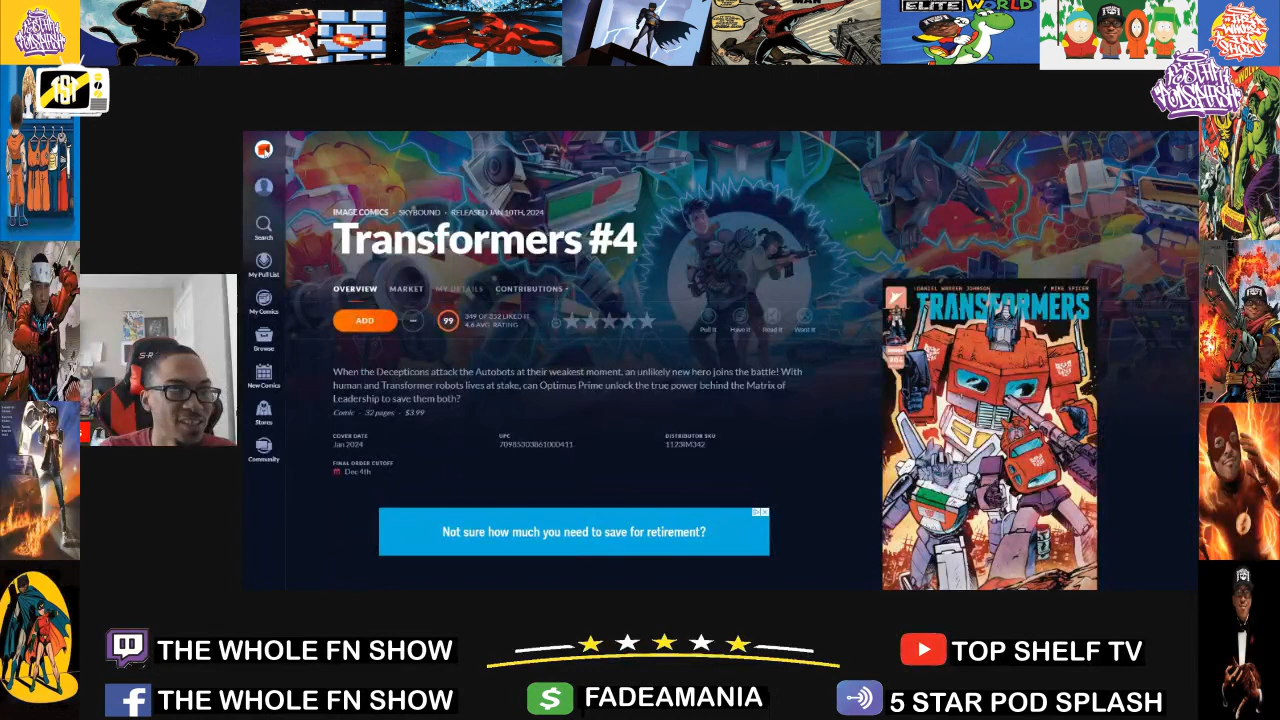 ELITE WORLD
MAN
TST
THE WHOLE FN SHOW
IMAGE COMICS · SKYBOUND · RELEASED JAN 10TH, 2024
Transformers #4
OVERVIEW MARKET MY DETAILS CONTRIBUTIONS
ADD
99
349 OF 352 LIKED IT
4.6 AVG. RATING
Pull It Have It Read It Want It
Search
My Pull List
My Comics
Browse
New Comics
Stores
Community
When the Decepticons attack the Autobots at their weakest moment, an unlikely new hero joins the battle! With
human and Transformer robots lives at stake, can Optimus Prime unlock the true power behind the Matrix of
Leadership to save them both?
Comic · 32 pages · $3.99
COVER DATE
Jan 2024
UPC
70985303861000411
DISTRIBUTOR SKU
1123IM342
FINAL ORDER CUTOFF
Dec 4th
Not sure how much you need to save for retirement?
DANIEL WARREN JOHNSON / MIKE SPICER
TRANSFORMERS
S-R
THE WHOLE FN SHOW
TOP SHELF TV
THE WHOLE FN SHOW
FADEAMANIA
5 STAR POD SPLASH